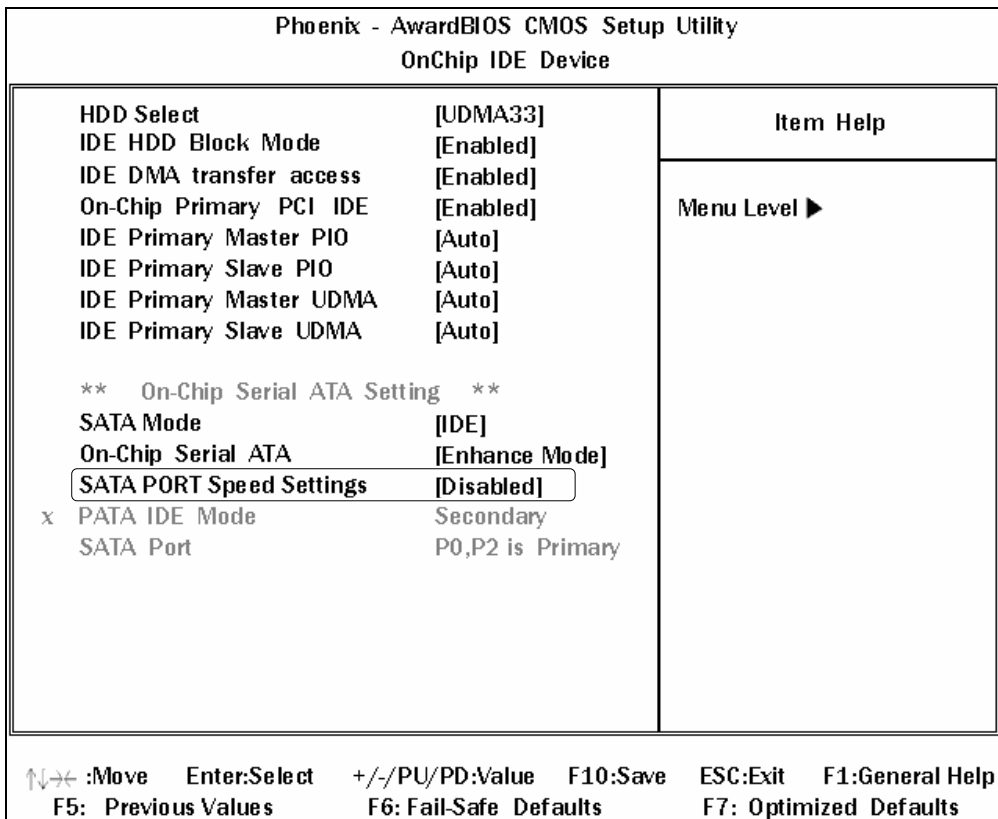 Phoenix - AwardBIOS CMOS Setup Utility
OnChip IDE Device
HDD Select [UDMA33]
IDE HDD Block Mode [Enabled]
IDE DMA transfer access [Enabled]
On-Chip Primary PCI IDE [Enabled]
IDE Primary Master PIO [Auto]
IDE Primary Slave PIO [Auto]
IDE Primary Master UDMA [Auto]
IDE Primary Slave UDMA [Auto]
** On-Chip Serial ATA Setting **
SATA Mode [IDE]
On-Chip Serial ATA [Enhance Mode]
SATA PORT Speed Settings [Disabled]
x PATA IDE Mode Secondary
SATA Port P0,P2 is Primary
Item Help
Menu Level ▶
↑↓→← :Move Enter:Select +/-/PU/PD:Value F10:Save ESC:Exit F1:General Help
F5: Previous Values F6: Fail-Safe Defaults F7: Optimized Defaults